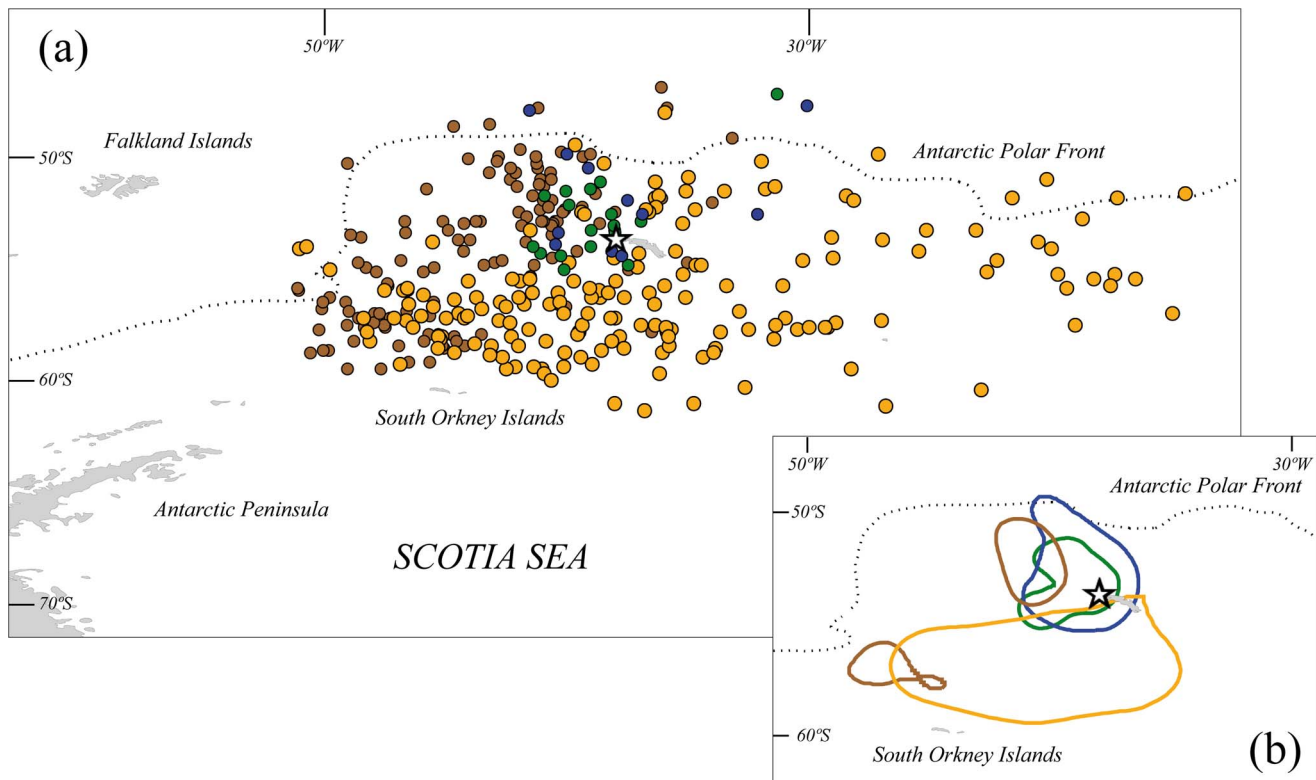 (a)
50ºW
30ºW
Falkland Islands
50ºS
Antarctic Polar Front
60ºS
South Orkney Islands
Antarctic Peninsula
SCOTIA SEA
70ºS
50ºW
30ºW
Antarctic Polar Front
50ºS
60ºS
South Orkney Islands
(b)